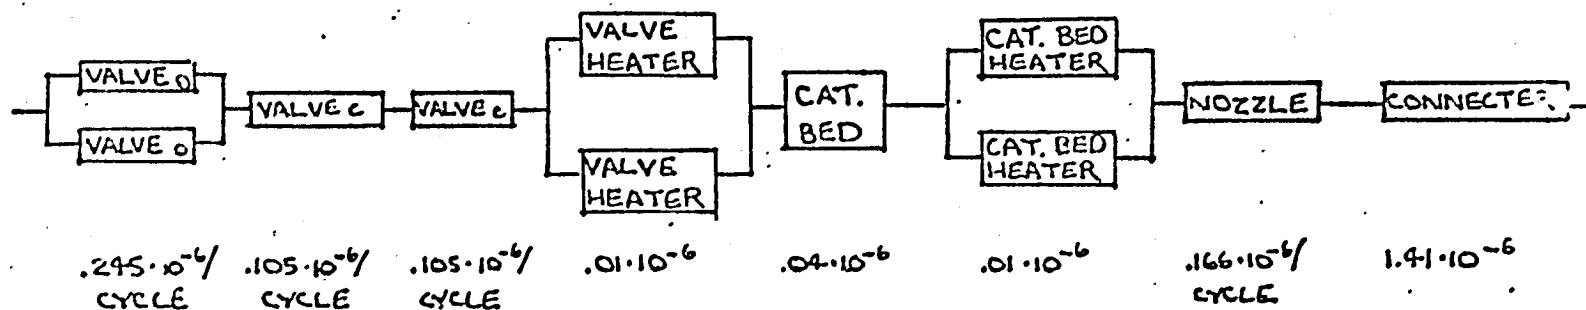 VALVE
HEATER
CAT. BED
HEATER
VALVE O
VALVE C
VALVE C
CAT.
BED
NOZZLE
VALVE O
VALVE
HEATER
CAT. BED
HEATER
.245·10⁻⁶/
CYCLE
.105·10⁻⁶/
CYCLE
.105·10⁻⁶/
CYCLE
.01·10⁻⁶
.04·10⁻⁶
.01·10⁻⁶
.166·10⁻⁶/
CYCLE
1.41·10⁻⁶